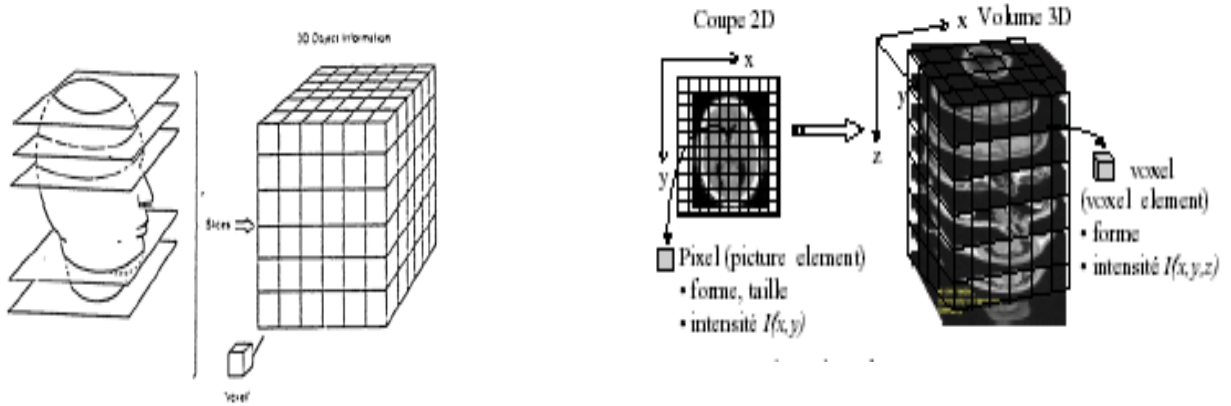 3D Object Information
Slices
"voxel"
Coupe 2D
x
y
Pixel (picture element)
• forme, taille
• intensité I(x,y)
Volume 3D
x
y
z
voxel
(voxel element)
• forme
• intensité I(x,y,z)